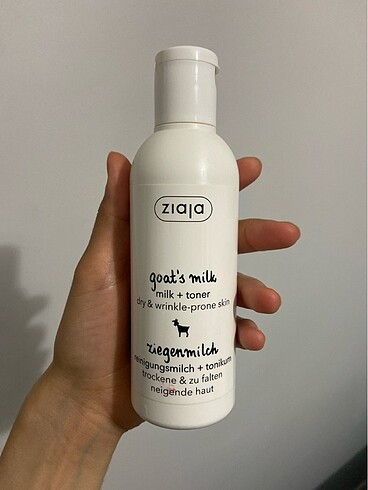 ziaja
goat's milk
milk + toner
dry & wrinkle-prone skin
ziegenmilch
reinigungsmilch + tonikum
trockene & zu falten
neigende haut